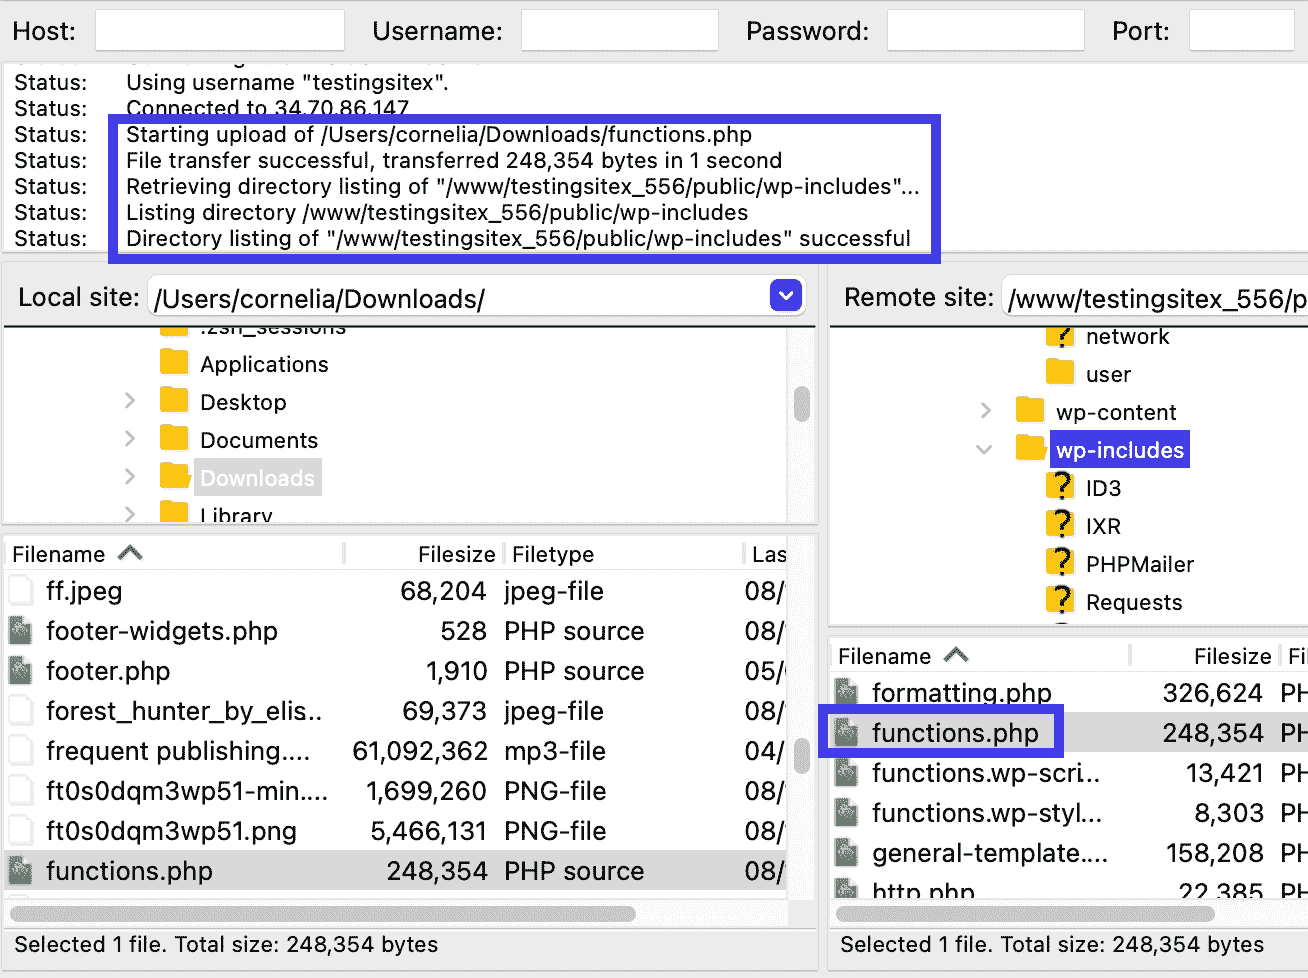 Host: Username: Password: Port:
Status: Using username "testingsitex".
Status: Connected to 34.70.86.147
Status: Starting upload of /Users/cornelia/Downloads/functions.php
Status: File transfer successful, transferred 248,354 bytes in 1 second
Status: Retrieving directory listing of "/www/testingsitex_556/public/wp-includes"...
Status: Listing directory /www/testingsitex_556/public/wp-includes
Status: Directory listing of "/www/testingsitex_556/public/wp-includes" successful
Local site: /Users/cornelia/Downloads/
.zsh_sessions
Applications
Desktop
Documents
Downloads
Library
Filename Filesize Filetype Las
ff.jpeg 68,204 jpeg-file 08/
footer-widgets.php 528 PHP source 08/
footer.php 1,910 PHP source 05/
forest_hunter_by_elis... 69,373 jpeg-file 08/
frequent publishing.... 61,092,362 mp3-file 04/
ft0s0dqm3wp51-min.... 1,699,260 PNG-file 08/
ft0s0dqm3wp51.png 5,466,131 PNG-file 08/
functions.php 248,354 PHP source 08/
Selected 1 file. Total size: 248,354 bytes
Remote site: /www/testingsitex_556/p
network
user
wp-content
wp-includes
ID3
IXR
PHPMailer
Requests
Filename Filesize Fi
formatting.php 326,624 PH
functions.php 248,354 PH
functions.wp-scri... 13,421 PH
functions.wp-styl... 8,303 PH
general-template.... 158,208 PH
http.php 22,385 PH
Selected 1 file. Total size: 248,354 bytes